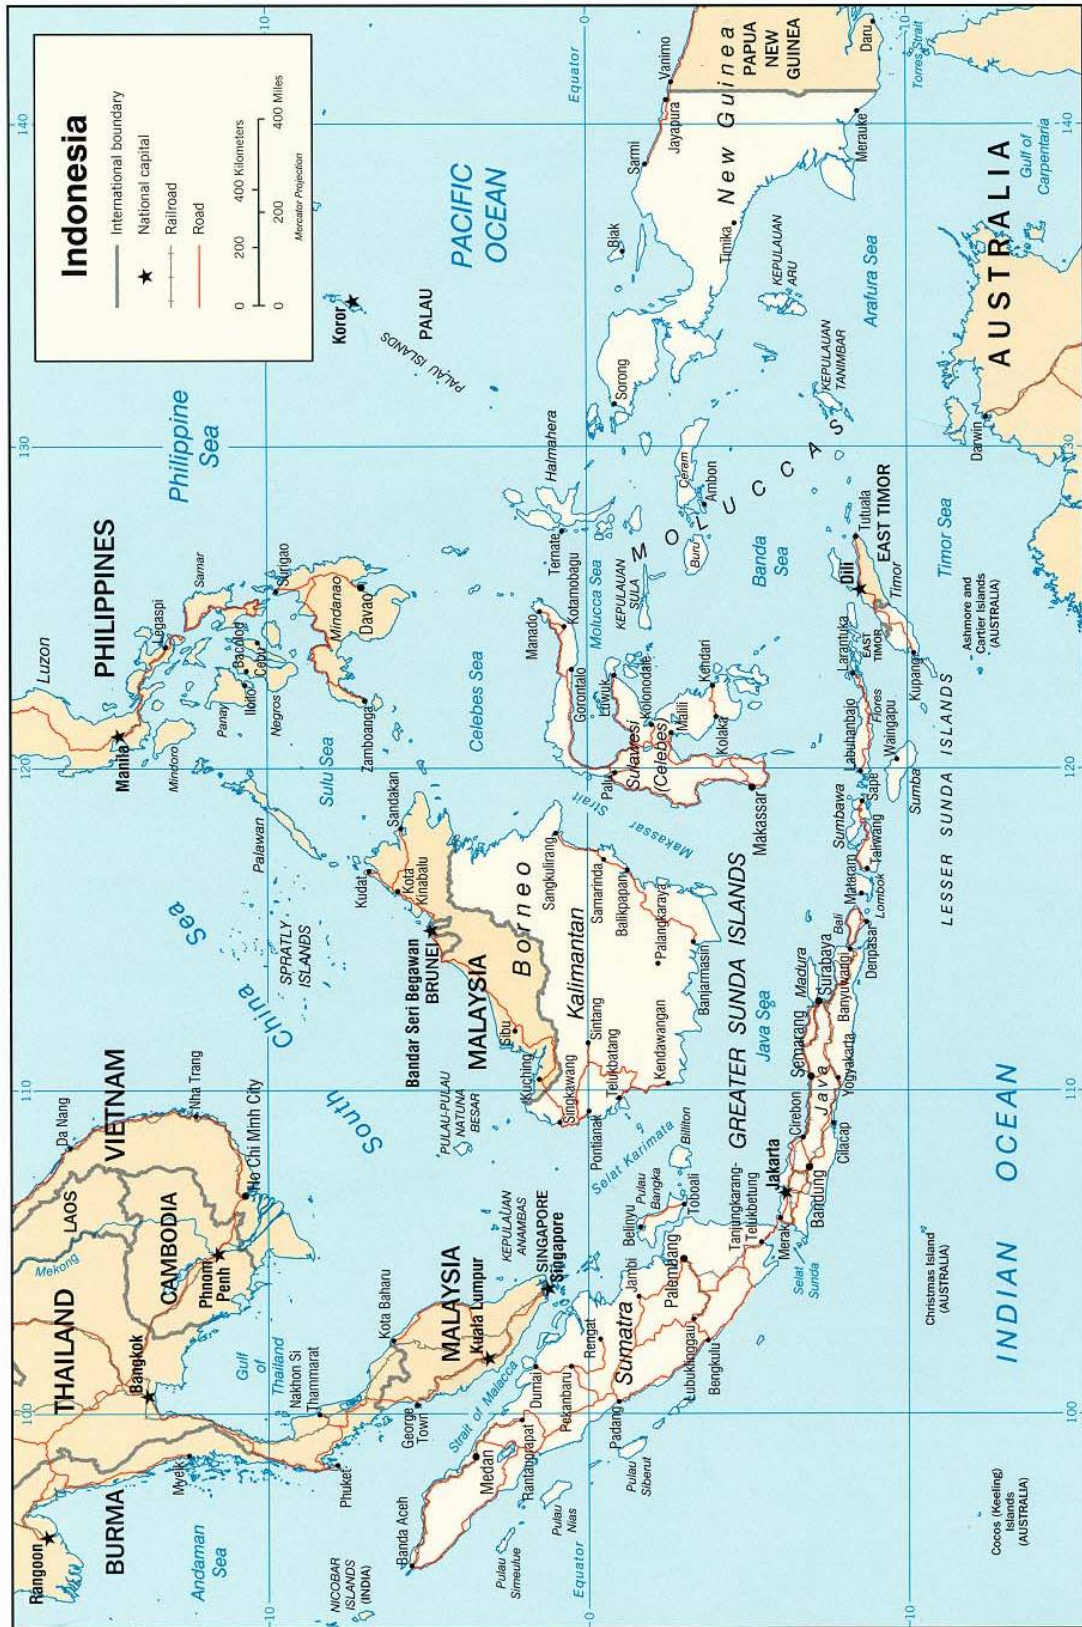 Indonesia
International boundary
National capital
Railroad
Road
0 200 400 Kilometers
0 200 400 Miles
Mercator Projection
Rangoon
BURMA
THAILAND
LAOS
VIETNAM
Da Nang
Mekong
Bangkok
CAMBODIA
Phnom
Penh
Nha Trang
Ho Chi Minh City
Myeik
Andaman
Sea
Gulf
of
Thailand
Nakhon Si
Thammarat
Phuket
NICOBAR
ISLANDS
(INDIA)
South
China
Sea
SPRATLY
ISLANDS
PHILIPPINES
Luzon
Manila
Legaspi
Mindoro
Samar
Panay
Iloilo
Bacolod
Cebu
Negros
Surigao
Palawan
Sulu Sea
Mindanao
Davao
Zamboanga
Philippine
Sea
Koror
PALAU
PALAU ISLANDS
PACIFIC
OCEAN
10
0
10
100
110
120
130
140
Equator
Equator
Kota Baharu
George
Town
MALAYSIA
Kuala Lumpur
Strait of Malacca
KEPULAUAN
ANAMBAS
SINGAPORE
Singapore
PULAU-PULAU
NATUNA
BESAR
Kudat
Sandakan
Kota
Kinabalu
Bandar Seri Begawan
BRUNEI
MALAYSIA
Sibu
Kuching
Borneo
Kalimantan
Singkawang
Pontianak
Sintang
Telukbatang
Kendawangan
Sangkulirang
Samarinda
Balikpapan
Palangkaraya
Banjarmasin
Selat Karimata
Makassar
Strait
Celebes Sea
Banda Aceh
Medan
Rantauprapat
Dumai
Pekanbaru
Rengat
Pulau
Simeulue
Pulau
Nias
Pulau
Siberut
Padang
Sumatra
Jambi
Palembang
Lubuklinggau
Bengkulu
Belinyu
Pulau
Bangka
Toboali
Billiton
Tanjungkarang-
Telukbetung
Merak
Selat
Sunda
Jakarta
Bandung
Cirebon
Cilacap
Semarang
Yogyakarta
Java
Surabaya
Madura
Banyuwangi
Bali
Denpasar
Java Sea
GREATER SUNDA ISLANDS
Manado
Kotamobagu
Gorontalo
Palu
Luwuk
Sulawesi
(Celebes)
Kolonodale
Malili
Kendari
Kolaka
Makassar
Molucca Sea
KEPULAUAN
SULA
Ternate
Halmahera
Buru
Ceram
Ambon
MOLUCCAS
Banda
Sea
Mataram
Lombok
Taliwang
Sumbawa
Sape
Labuhanbajo
Flores
Larantuka
Waingapu
Sumba
LESSER SUNDA ISLANDS
Kupang
Timor
EAST
TIMOR
Dili
Tutuala
EAST TIMOR
Timor Sea
Sorong
Biak
Sarmi
Jayapura
Vanimo
New Guinea
PAPUA
NEW
GUINEA
Timika
Merauke
Daru
Torres Strait
KEPULAUAN
ARU
KEPULAUAN
TANIMBAR
Arafura Sea
Darwin
AUSTRALIA
Gulf of
Carpentaria
Ashmore and
Cartier Islands
(AUSTRALIA)
Christmas Island
(AUSTRALIA)
Cocos (Keeling)
Islands
(AUSTRALIA)
INDIAN OCEAN